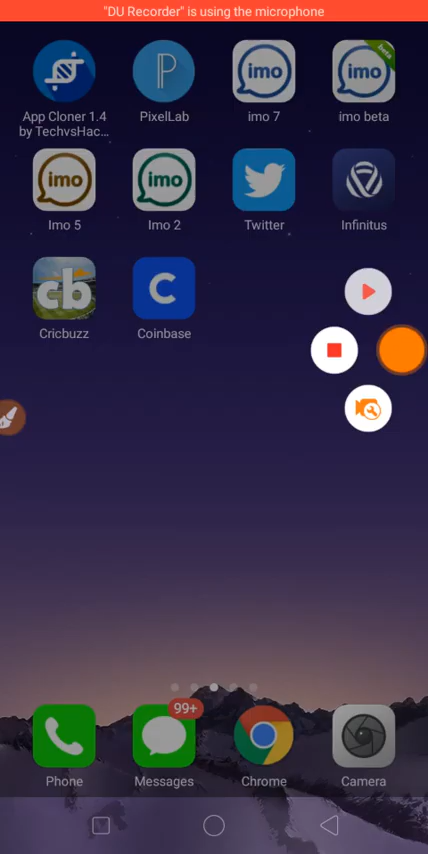 "DU Recorder" is using the microphone
imo
imo
beta
App Cloner 1.4
by TechvsHac...
PixelLab
imo 7
imo beta
imo
imo
Imo 5
Imo 2
Twitter
Infinitus
cb
Cricbuzz
Coinbase
99+
Phone
Messages
Chrome
Camera